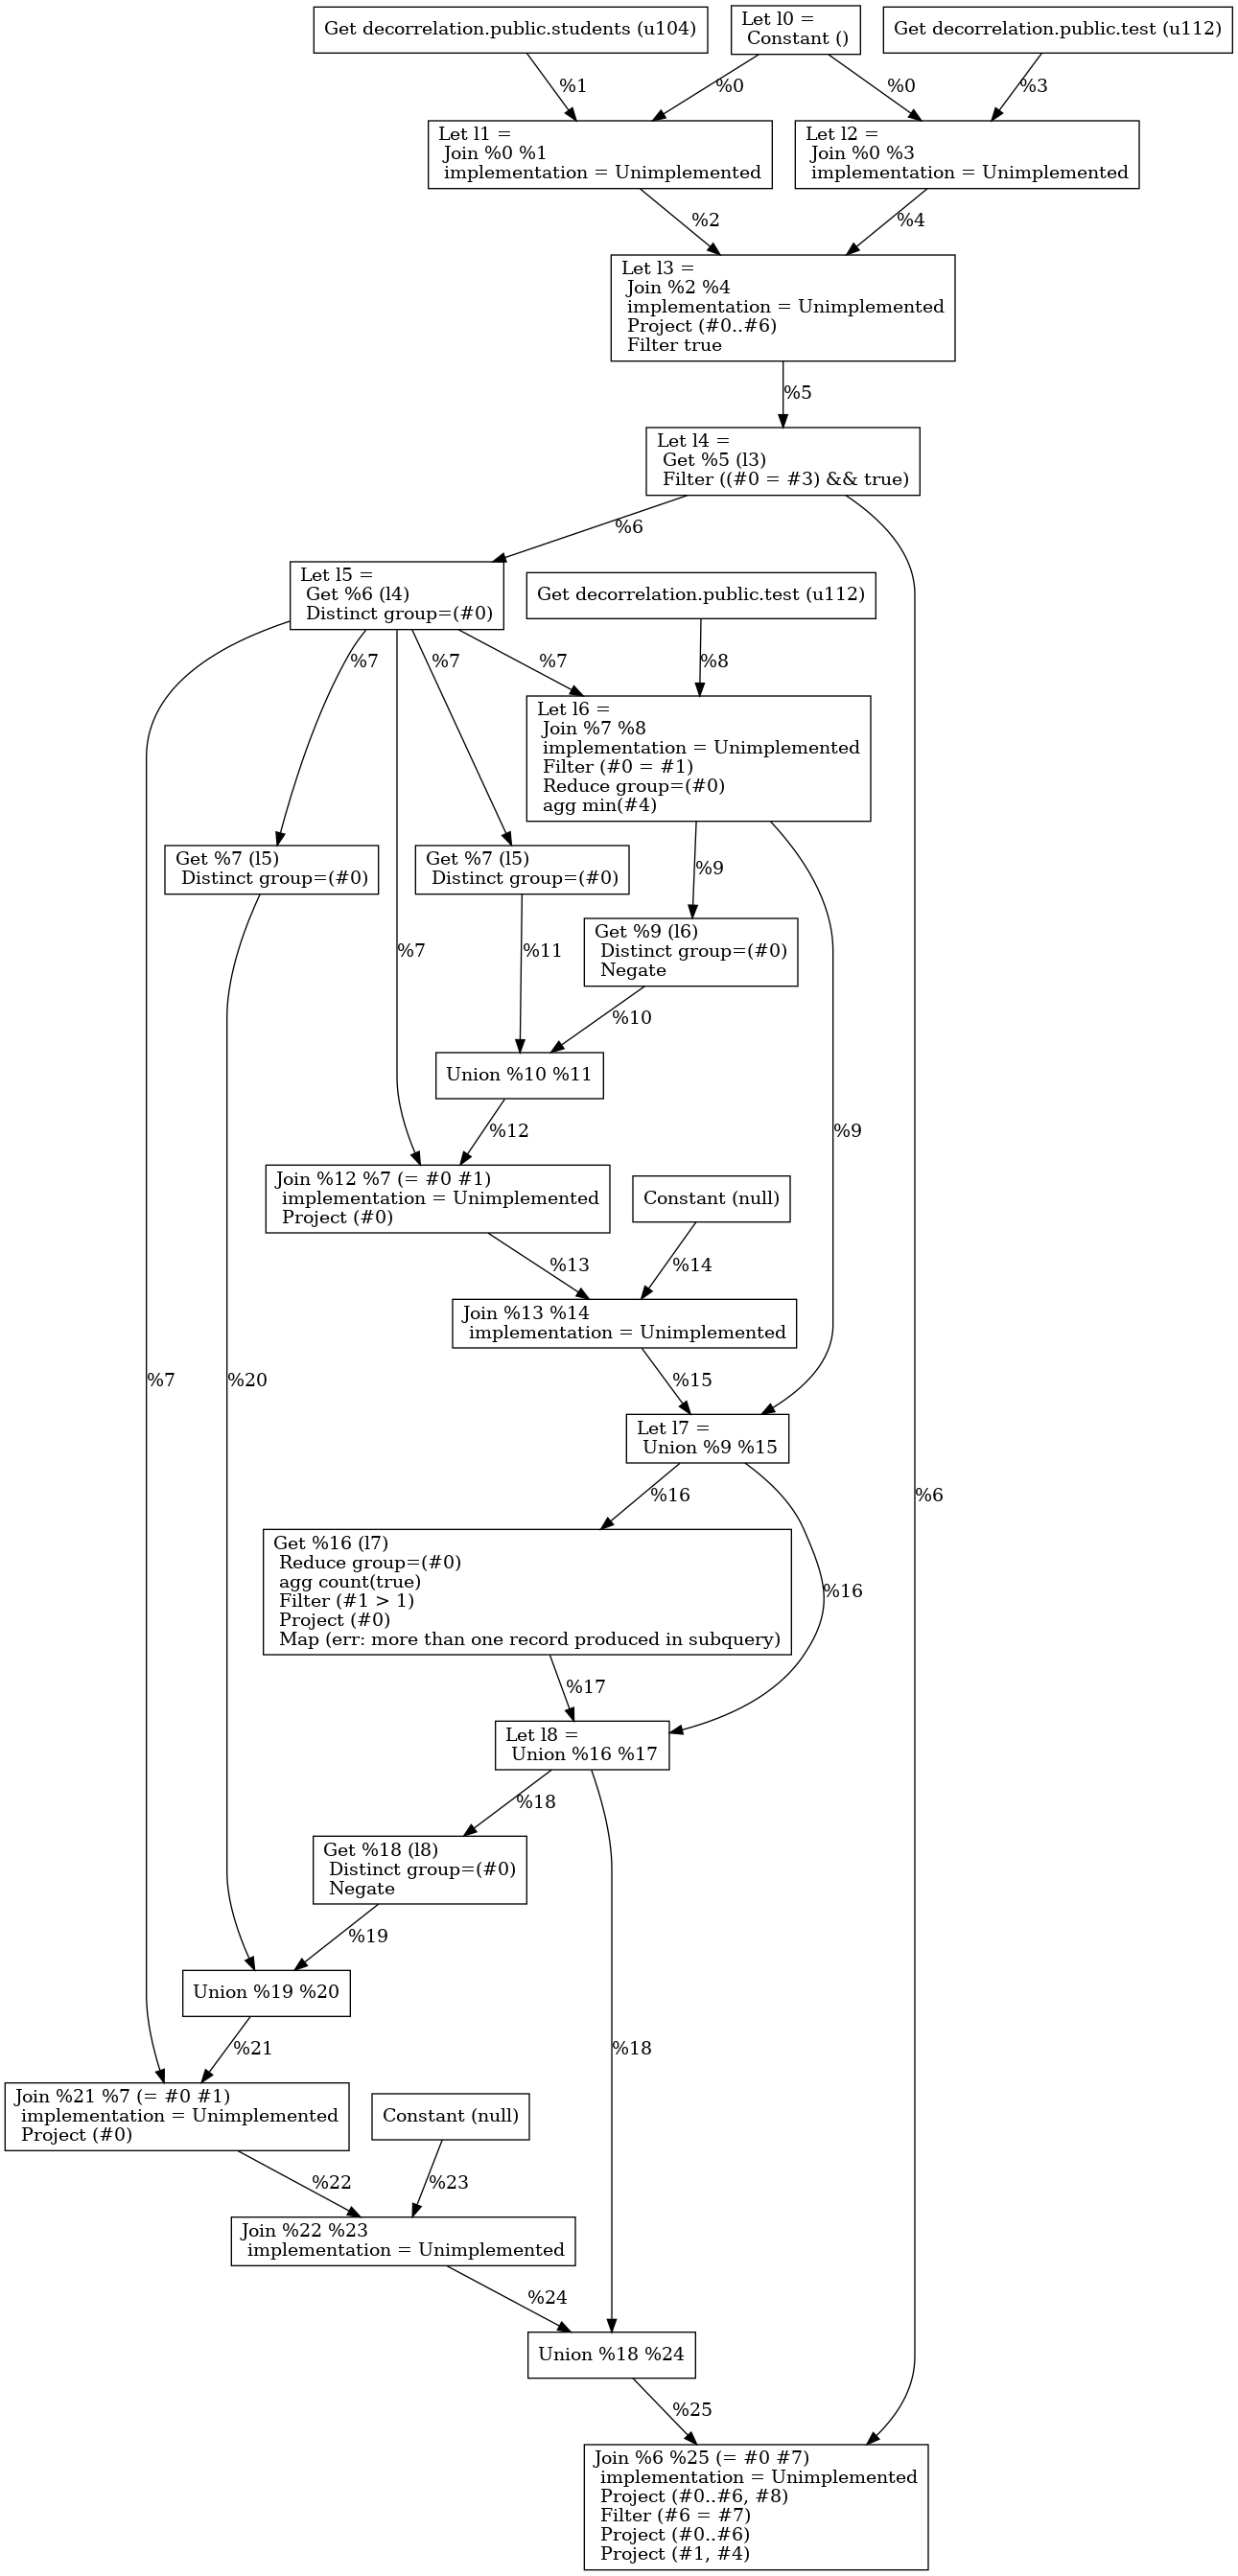 Get decorrelation.public.students (u104)
Let l0 =
Constant ()
Get decorrelation.public.test (u112)
%1
%0
%0
%3
Let l1 =
Join %0 %1
implementation = Unimplemented
Let l2 =
Join %0 %3
implementation = Unimplemented
%2
%4
Let l3 =
Join %2 %4
implementation = Unimplemented
Project (#0..#6)
Filter true
%5
Let l4 =
Get %5 (l3)
Filter ((#0 = #3) && true)
%6
Let l5 =
Get %6 (l4)
Distinct group=(#0)
Get decorrelation.public.test (u112)
%7
%7
%7
%8
Let l6 =
Join %7 %8
implementation = Unimplemented
Filter (#0 = #1)
Reduce group=(#0)
agg min(#4)
Get %7 (l5)
Distinct group=(#0)
Get %7 (l5)
Distinct group=(#0)
%9
Get %9 (l6)
Distinct group=(#0)
Negate
%7
%11
%10
Union %10 %11
%12
%9
Join %12 %7 (= #0 #1)
implementation = Unimplemented
Project (#0)
Constant (null)
%13
%14
Join %13 %14
implementation = Unimplemented
%7
%20
%15
Let l7 =
Union %9 %15
%16
%6
Get %16 (l7)
Reduce group=(#0)
agg count(true)
Filter (#1 > 1)
Project (#0)
Map (err: more than one record produced in subquery)
%16
%17
Let l8 =
Union %16 %17
%18
Get %18 (l8)
Distinct group=(#0)
Negate
%19
Union %19 %20
%21
%18
Join %21 %7 (= #0 #1)
implementation = Unimplemented
Project (#0)
Constant (null)
%22
%23
Join %22 %23
implementation = Unimplemented
%24
Union %18 %24
%25
Join %6 %25 (= #0 #7)
implementation = Unimplemented
Project (#0..#6, #8)
Filter (#6 = #7)
Project (#0..#6)
Project (#1, #4)